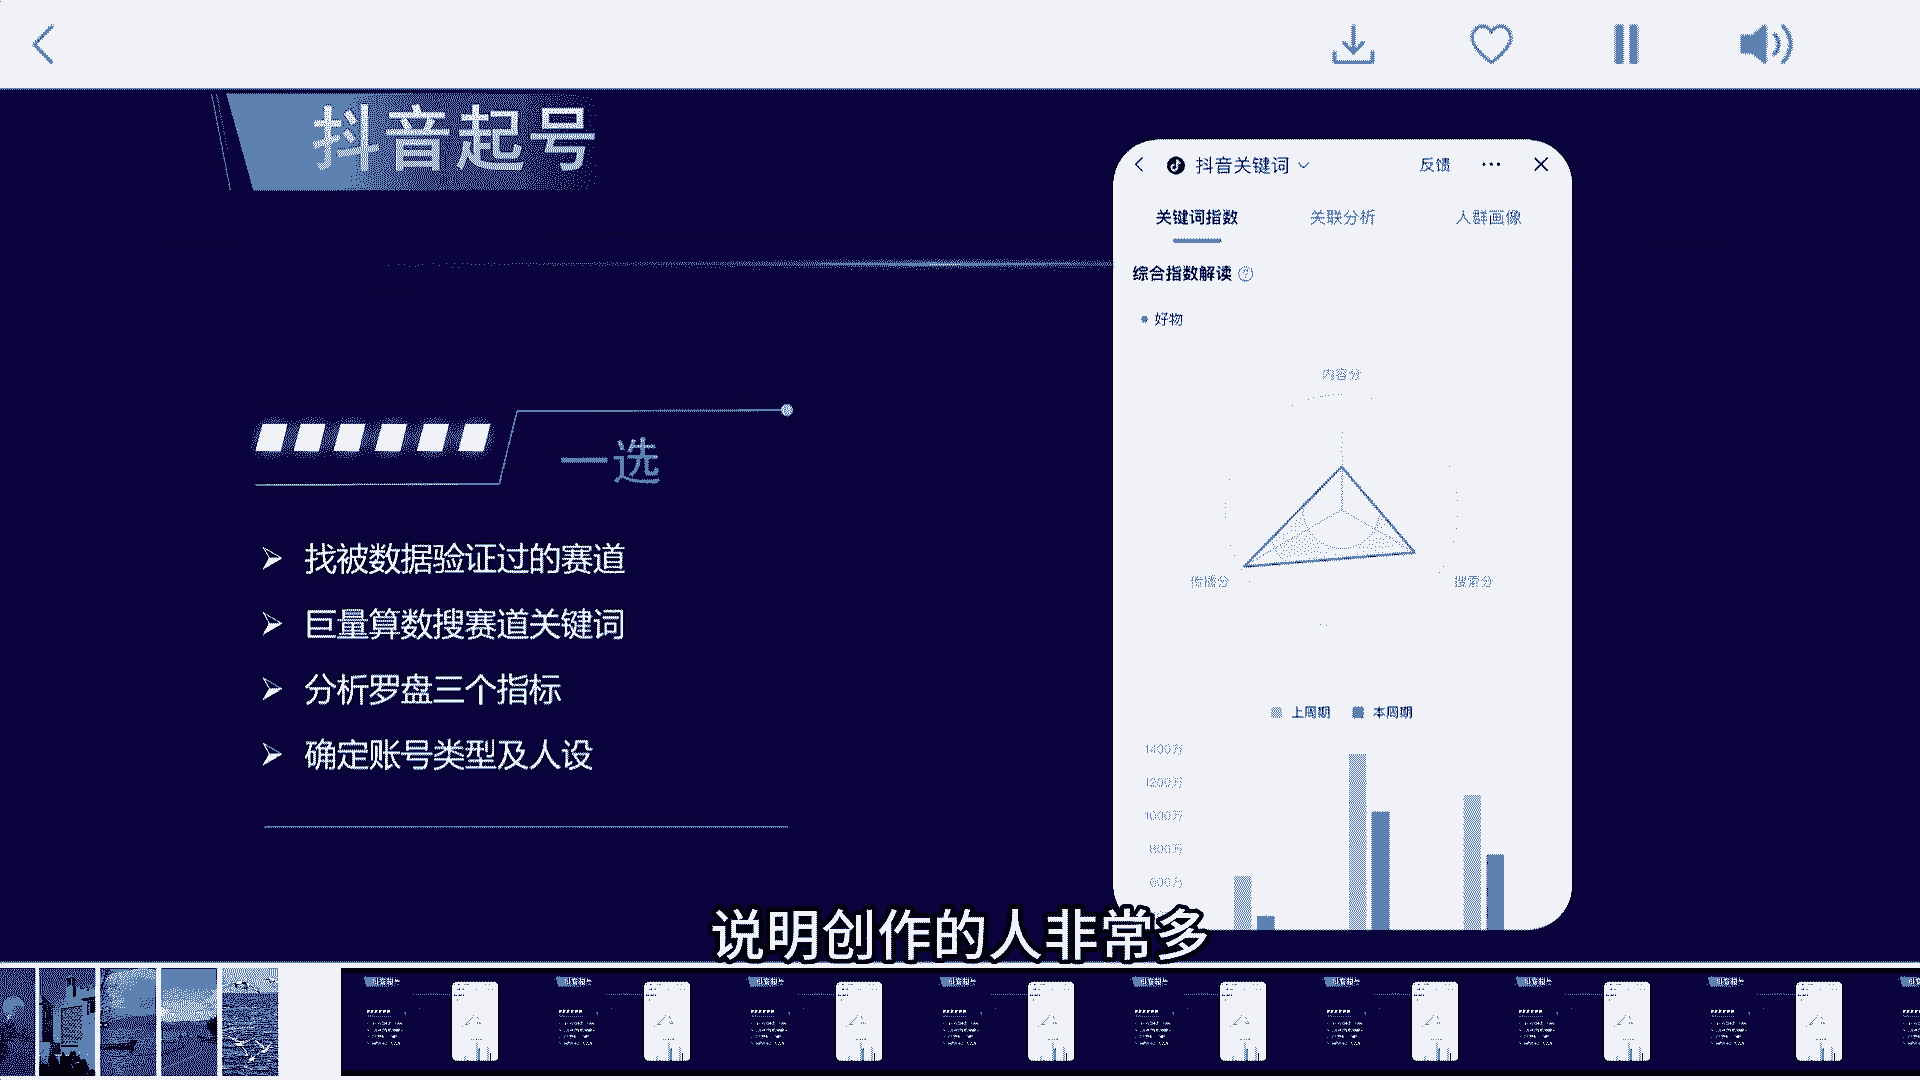 抖音起号
一选
找被数据验证过的赛道
巨量算数搜赛道关键词
分析罗盘三个指标
确定账号类型及人设
抖音关键词
反馈
关键词指数
关联分析
人群画像
综合指数解读
好物
内容分
传播分
搜索分
上周期
本周期
1400万
1200万
1000万
800万
600万
说明创作的人非常多